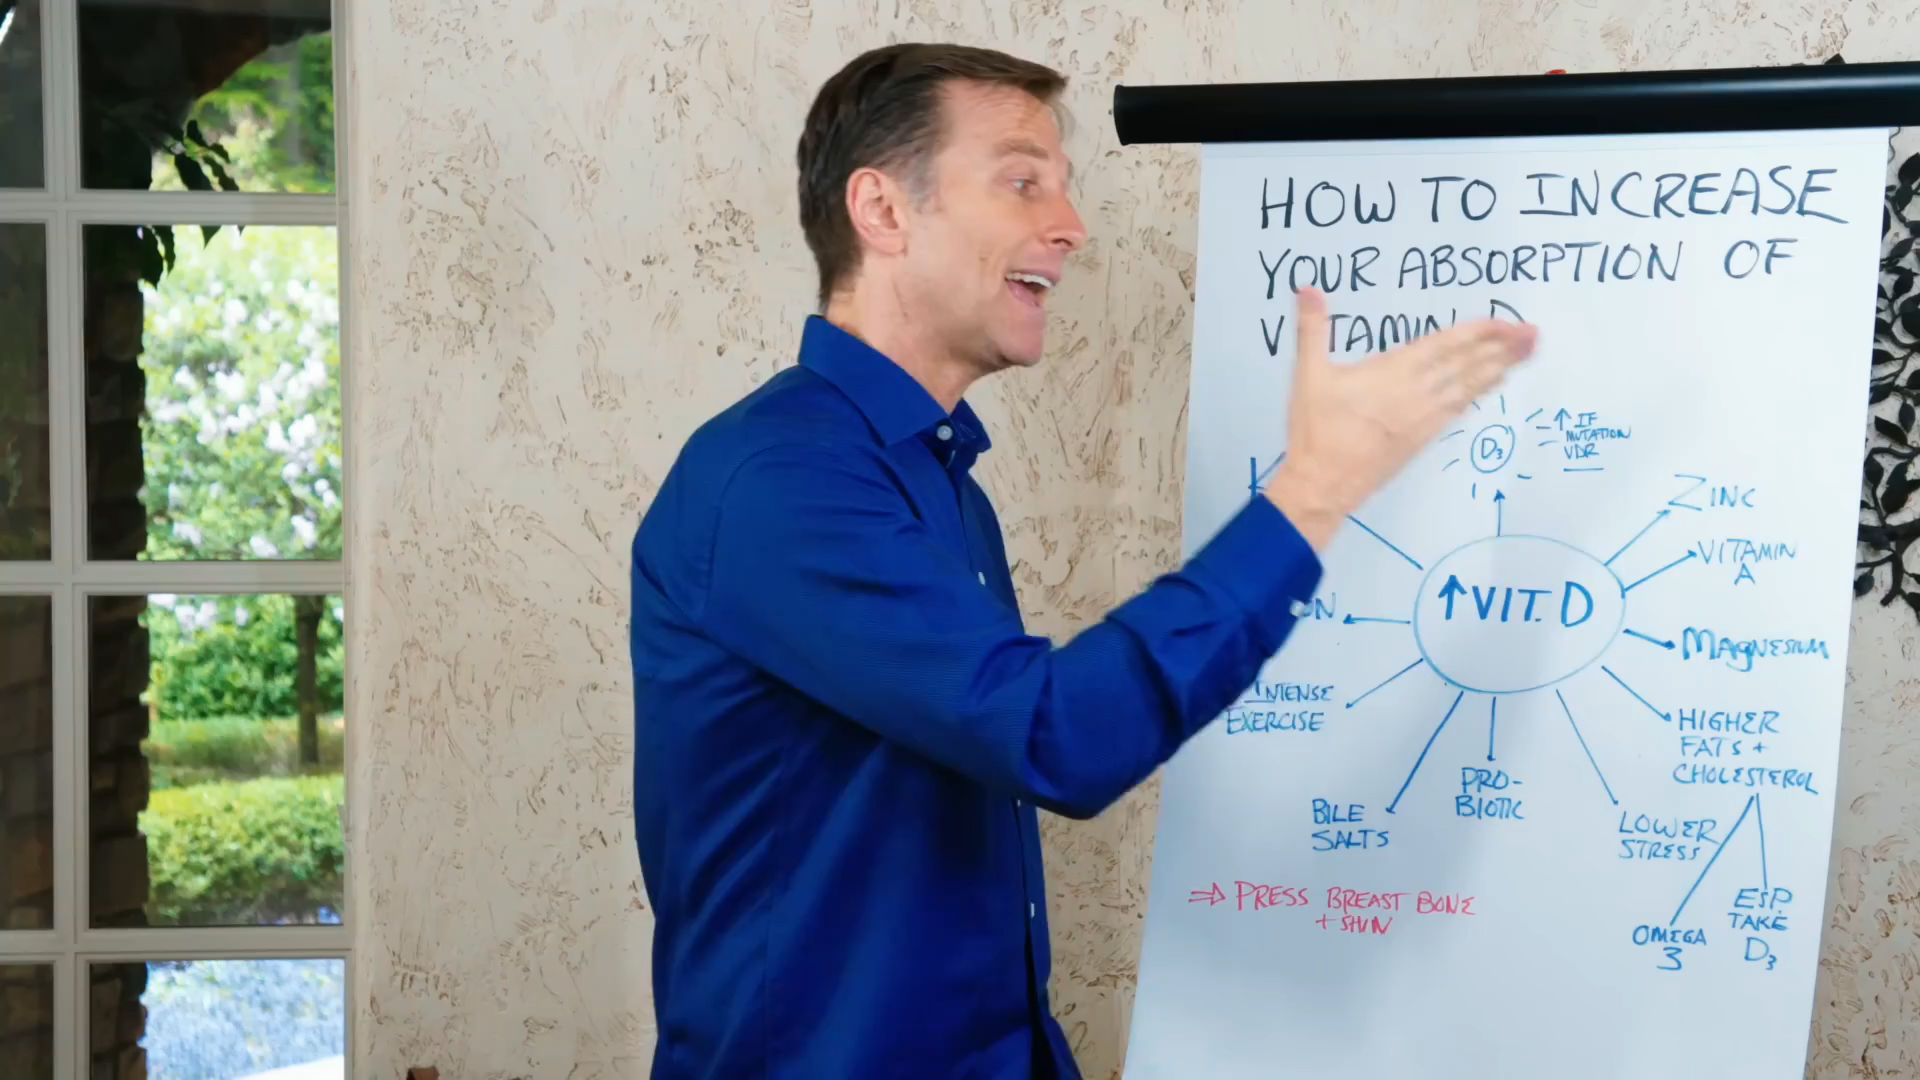 HOW TO INCREASE
YOUR ABSORPTION OF
VITAMIN D
D3
↑ IF
MUTATION
VDR
K
ZINC
VITAMIN
A
↑ VIT. D
MAGNESIUM
INTENSE
EXERCISE
HIGHER
FATS +
CHOLESTEROL
PRO-
BIOTIC
BILE
SALTS
LOWER
STRESS
⇒ PRESS BREAST BONE
+ SHIN
ESP.
TAKE
D3
OMEGA
3